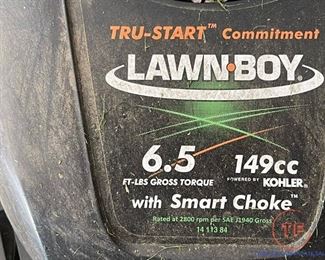 TRU-START™ Commitment
LAWN-BOY®
6.5 149cc
FT-LBS GROSS TORQUE POWERED BY KOHLER®
with Smart Choke™
Rated at 2800 rpm per SAE J1940 Gross
14 113 84